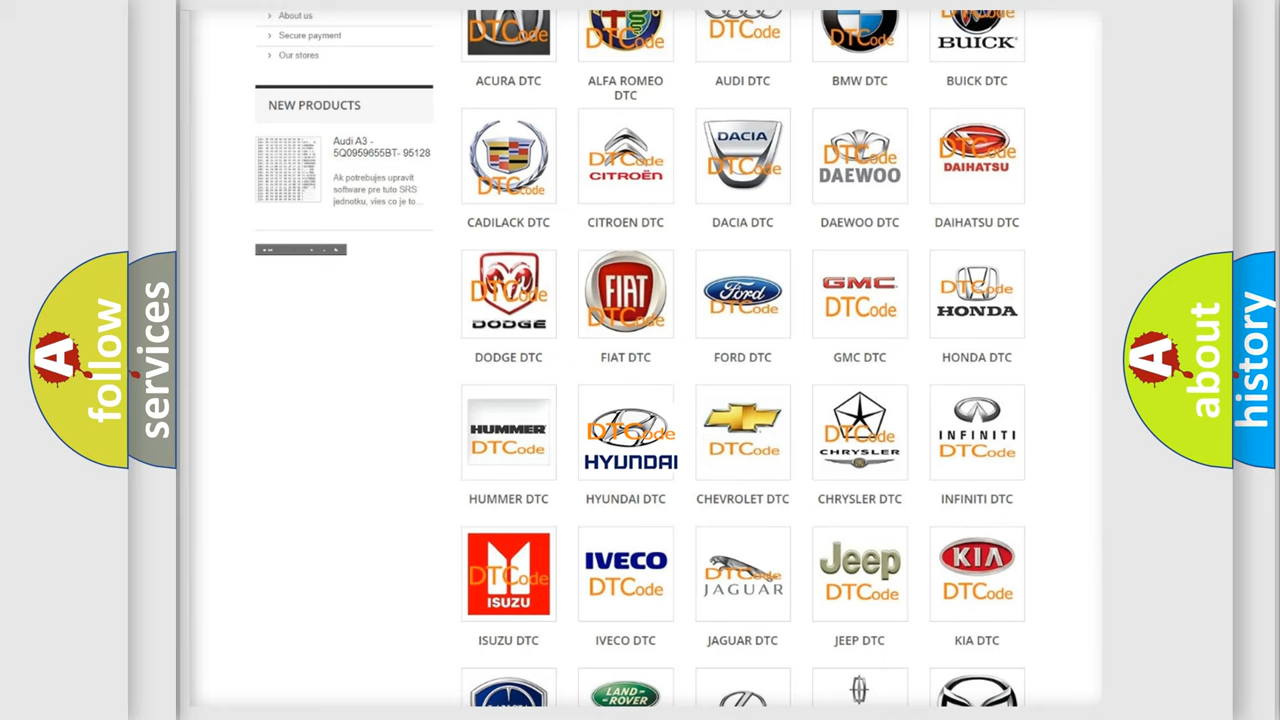 About us
Secure payment
Our stores
NEW PRODUCTS
Audi A3 -
5Q0959655BT- 95128
Ak potrebujes upravit
software pre tuto SRS
jednotku, vies co je to...
DTCode
DTCode
DTCode
DTCode
BUICK
ACURA DTC
ALFA ROMEO
DTC
AUDI DTC
BMW DTC
BUICK DTC
DTCode
DTCode
CITROËN
DACIA
DTCode
DTCode
DAEWOO
DTCode
DAIHATSU
CADILACK DTC
CITROEN DTC
DACIA DTC
DAEWOO DTC
DAIHATSU DTC
DTCode
DODGE
FIAT
DTCode
Ford
DTCode
GMC
DTCode
DTCode
HONDA
DODGE DTC
FIAT DTC
FORD DTC
GMC DTC
HONDA DTC
HUMMER
DTCode
DTCode
HYUNDAI
DTCode
DTCode
CHRYSLER
INFINITI
DTCode
HUMMER DTC
HYUNDAI DTC
CHEVROLET DTC
CHRYSLER DTC
INFINITI DTC
DTCode
ISUZU
IVECO
DTCode
DTCode
JAGUAR
Jeep
DTCode
KIA
DTCode
ISUZU DTC
IVECO DTC
JAGUAR DTC
JEEP DTC
KIA DTC
LAND-
ROVER
A
follow
services
A
about
history